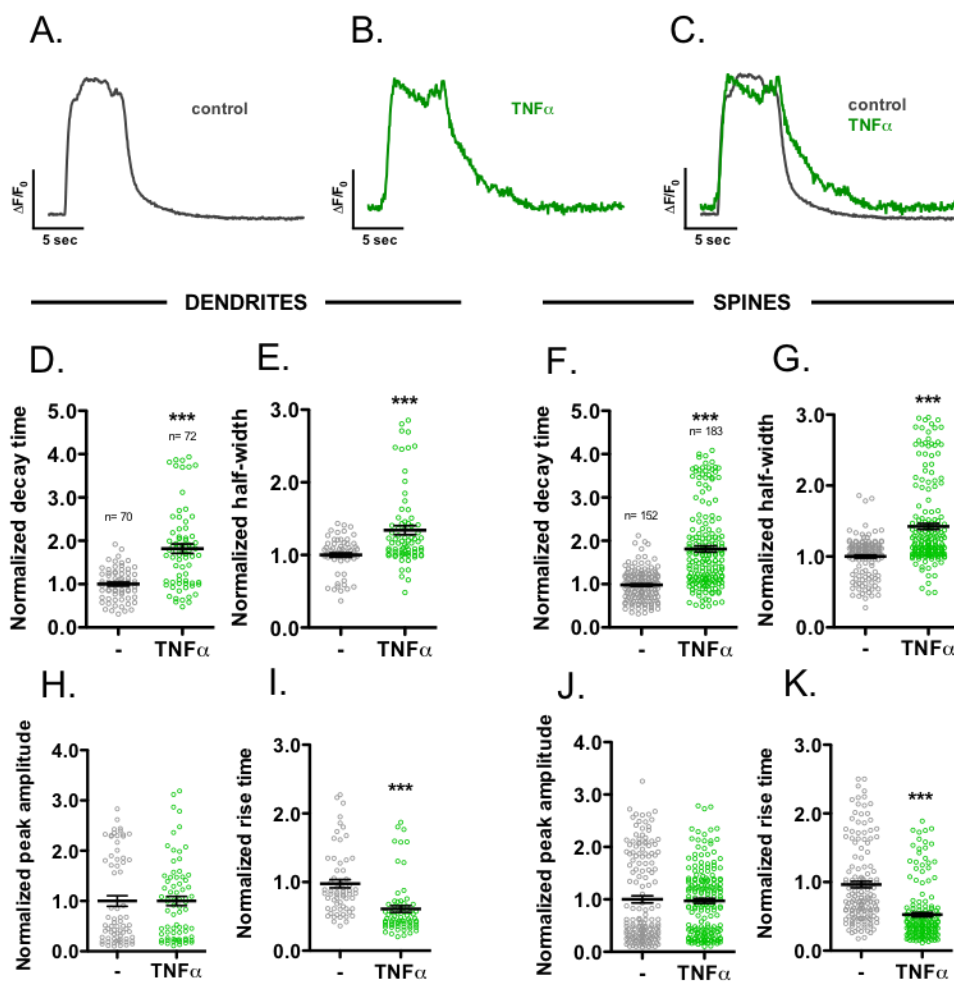 A.
B.
C.
control
TNFα
control
TNFα
ΔF/F0
5 sec
ΔF/F0
5 sec
ΔF/F0
5 sec
DENDRITES
SPINES
D.
E.
F.
G.
Normalized decay time
5.0
4.0
3.0
2.0
1.0
0.0
n= 70
***
n= 72
-
TNFα
Normalized half-width
3.0
2.0
1.0
0.0
***
-
TNFα
Normalized decay time
5.0
4.0
3.0
2.0
1.0
0.0
n= 152
***
n= 183
-
TNFα
Normalized half-width
3.0
2.0
1.0
0.0
***
-
TNFα
H.
I.
J.
K.
Normalized peak amplitude
4.0
3.0
2.0
1.0
0.0
-
TNFα
Normalized rise time
3.0
2.0
1.0
0.0
***
-
TNFα
Normalized peak amplitude
4.0
3.0
2.0
1.0
0.0
-
TNFα
Normalized rise time
3.0
2.0
1.0
0.0
***
-
TNFα